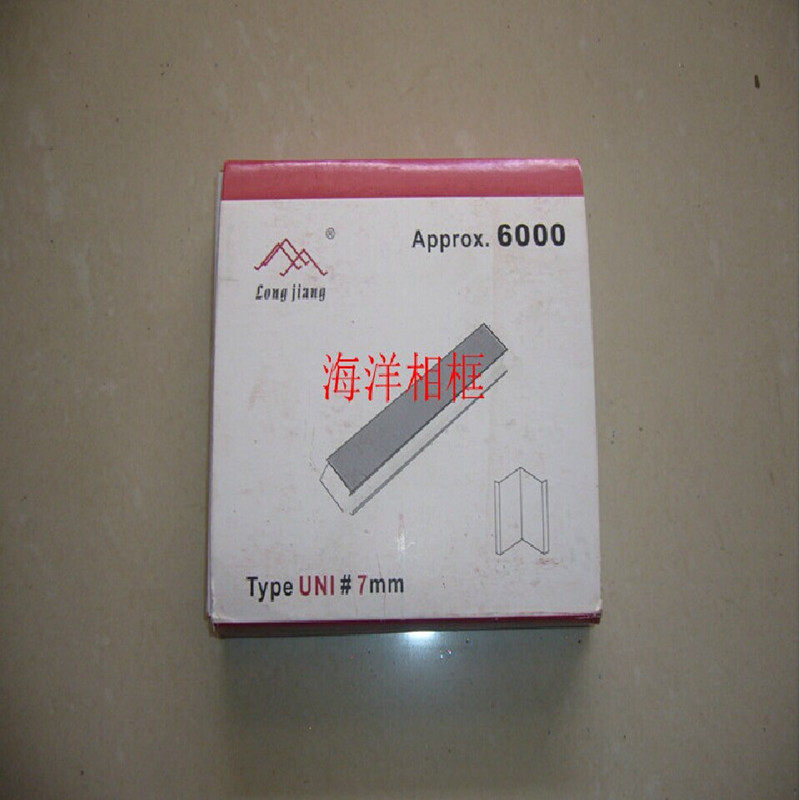 ®
Approx. 6000
Long jiang
海洋相框
Type UNI # 7mm